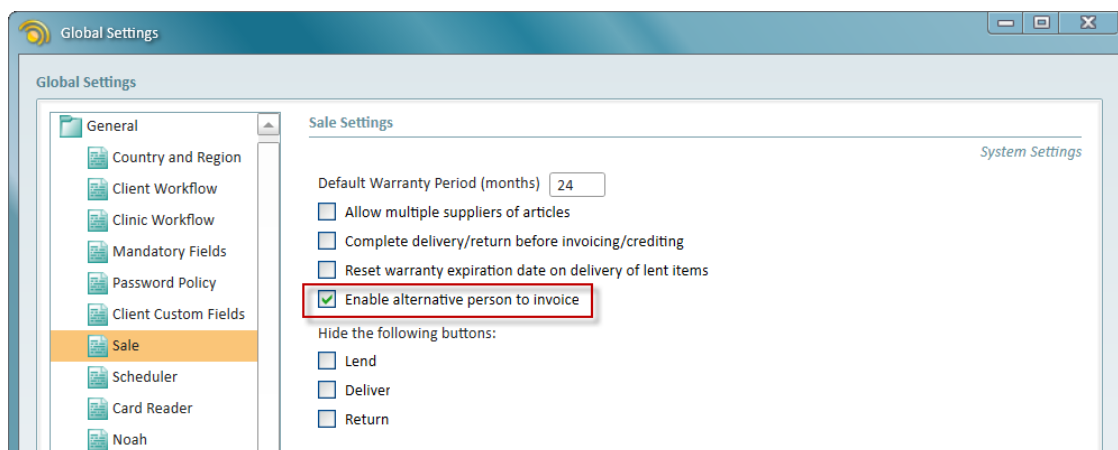 Global Settings
Global Settings
General
Country and Region
Client Workflow
Clinic Workflow
Mandatory Fields
Password Policy
Client Custom Fields
Sale
Scheduler
Card Reader
Noah
Sale Settings
System Settings
Default Warranty Period (months) 24
Allow multiple suppliers of articles
Complete delivery/return before invoicing/crediting
Reset warranty expiration date on delivery of lent items
Enable alternative person to invoice
Hide the following buttons:
Lend
Deliver
Return